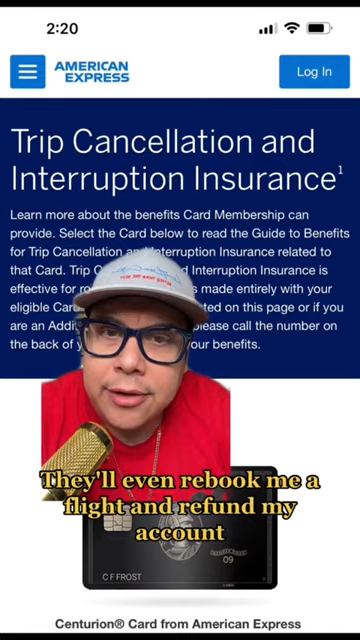 2:20
AMERICAN
EXPRESS
Log In
Trip Cancellation and
Interruption Insurance¹
Learn more about the benefits Card Membership can
provide. Select the Card below to read the Guide to Benefits
for Trip Cancellation and Interruption Insurance related to
that Card. Trip C d Interruption Insurance is
effective for ro s made entirely with your
eligible Car ted on this page or if you
are an Addi please call the number on
the back of y our benefits.
They'll even rebook me a
flight and refund my
account
09
C F FROST
Centurion® Card from American Express